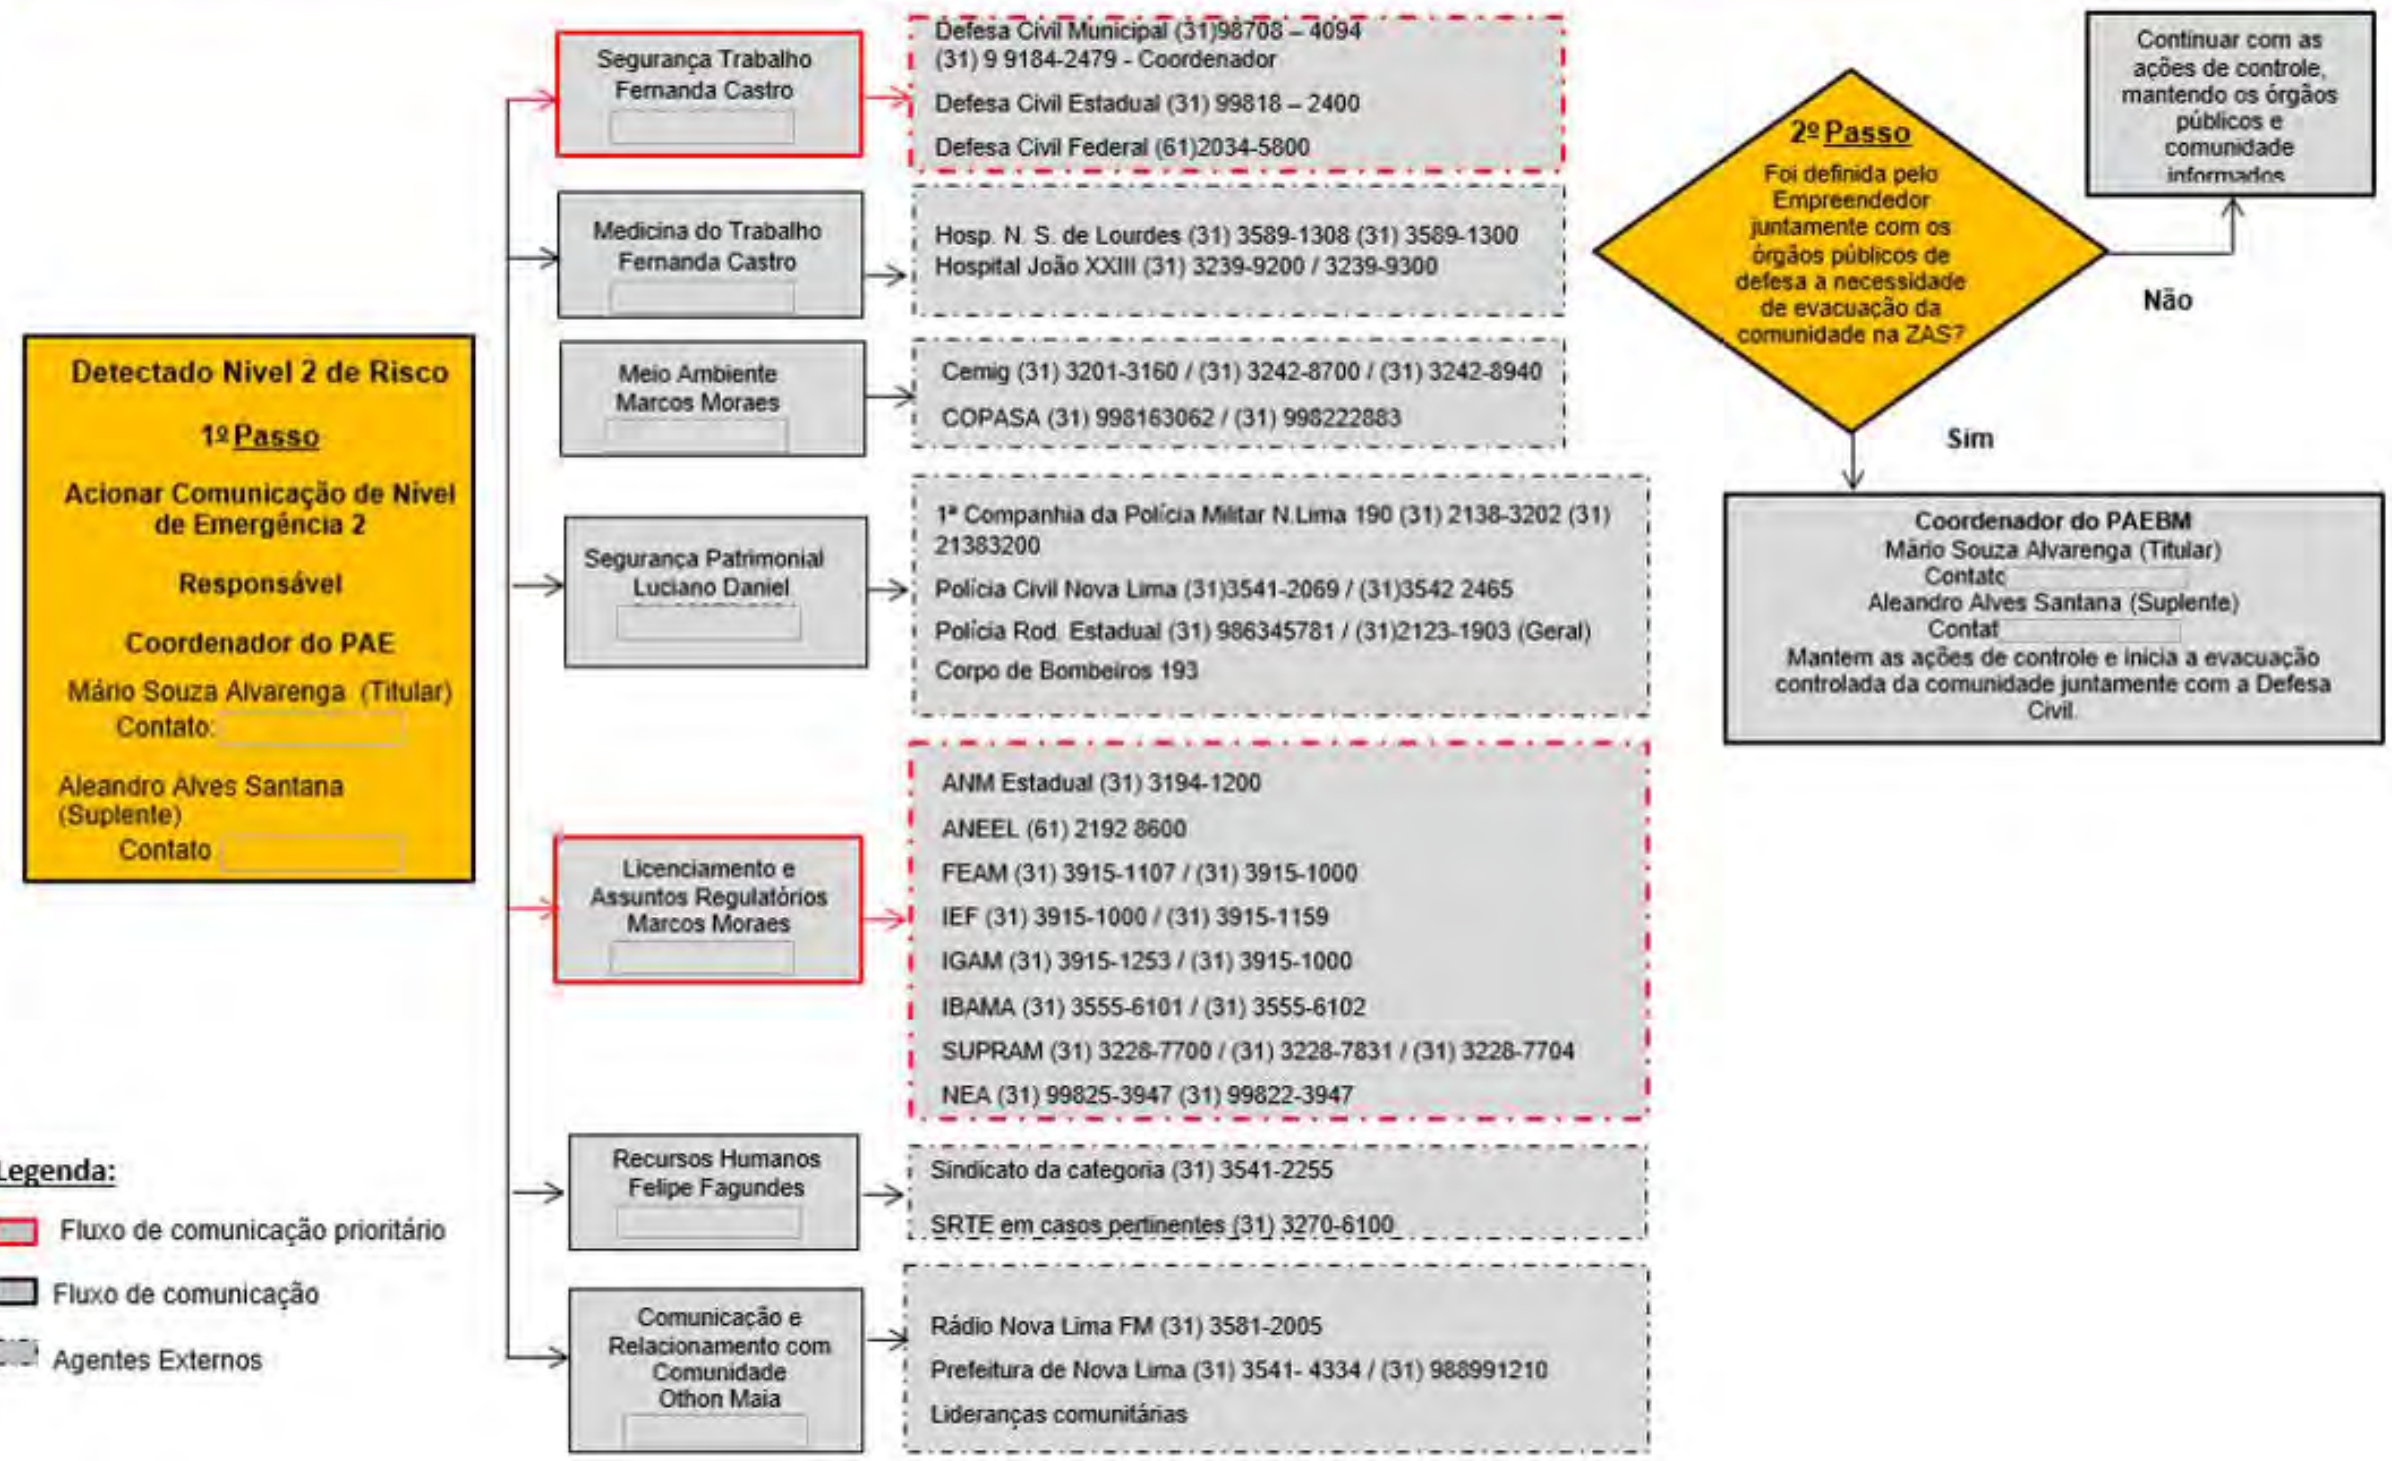 Detectado Nivel 2 de Risco
1º Passo
Acionar Comunicação de Nivel
de Emergência 2
Responsável
Coordenador do PAE
Mário Souza Alvarenga (Titular)
Contato:
Aleandro Alves Santana
(Suplente)
Contato
Segurança Trabalho
Fernanda Castro
Defesa Civil Municipal (31)98708 – 4094
(31) 9 9184-2479 - Coordenador
Defesa Civil Estadual (31) 99818 – 2400
Defesa Civil Federal (61)2034-5800
Medicina do Trabalho
Fernanda Castro
Hosp. N. S. de Lourdes (31) 3589-1308 (31) 3589-1300
Hospital João XXIII (31) 3239-9200 / 3239-9300
Meio Ambiente
Marcos Moraes
Cemig (31) 3201-3160 / (31) 3242-8700 / (31) 3242-8940
COPASA (31) 998163062 / (31) 998222883
Segurança Patrimonial
Luciano Daniel
1ª Companhia da Polícia Militar N.Lima 190 (31) 2138-3202 (31)
21383200
Polícia Civil Nova Lima (31)3541-2069 / (31)3542 2465
Polícia Rod. Estadual (31) 986345781 / (31)2123-1903 (Geral)
Corpo de Bombeiros 193
Licenciamento e
Assuntos Regulatórios
Marcos Moraes
ANM Estadual (31) 3194-1200
ANEEL (61) 2192 8600
FEAM (31) 3915-1107 / (31) 3915-1000
IEF (31) 3915-1000 / (31) 3915-1159
IGAM (31) 3915-1253 / (31) 3915-1000
IBAMA (31) 3555-6101 / (31) 3555-6102
SUPRAM (31) 3228-7700 / (31) 3228-7831 / (31) 3228-7704
NEA (31) 99825-3947 (31) 99822-3947
Recursos Humanos
Felipe Fagundes
Sindicato da categoria (31) 3541-2255
SRTE em casos pertinentes (31) 3270-6100
Comunicação e
Relacionamento com
Comunidade
Othon Maia
Rádio Nova Lima FM (31) 3581-2005
Prefeitura de Nova Lima (31) 3541- 4334 / (31) 988991210
Lideranças comunitárias
2º Passo
Foi definida pelo
Empreendedor
juntamente com os
órgãos públicos de
defesa a necessidade
de evacuação da
comunidade na ZAS?
Não
Continuar com as
ações de controle,
mantendo os órgãos
públicos e
comunidade
informados
Sim
Coordenador do PAEBM
Mário Souza Alvarenga (Titular)
Contato
Aleandro Alves Santana (Suplente)
Contat
Mantem as ações de controle e inicia a evacuação
controlada da comunidade juntamente com a Defesa
Civil.
Legenda:
Fluxo de comunicação prioritário
Fluxo de comunicação
Agentes Externos